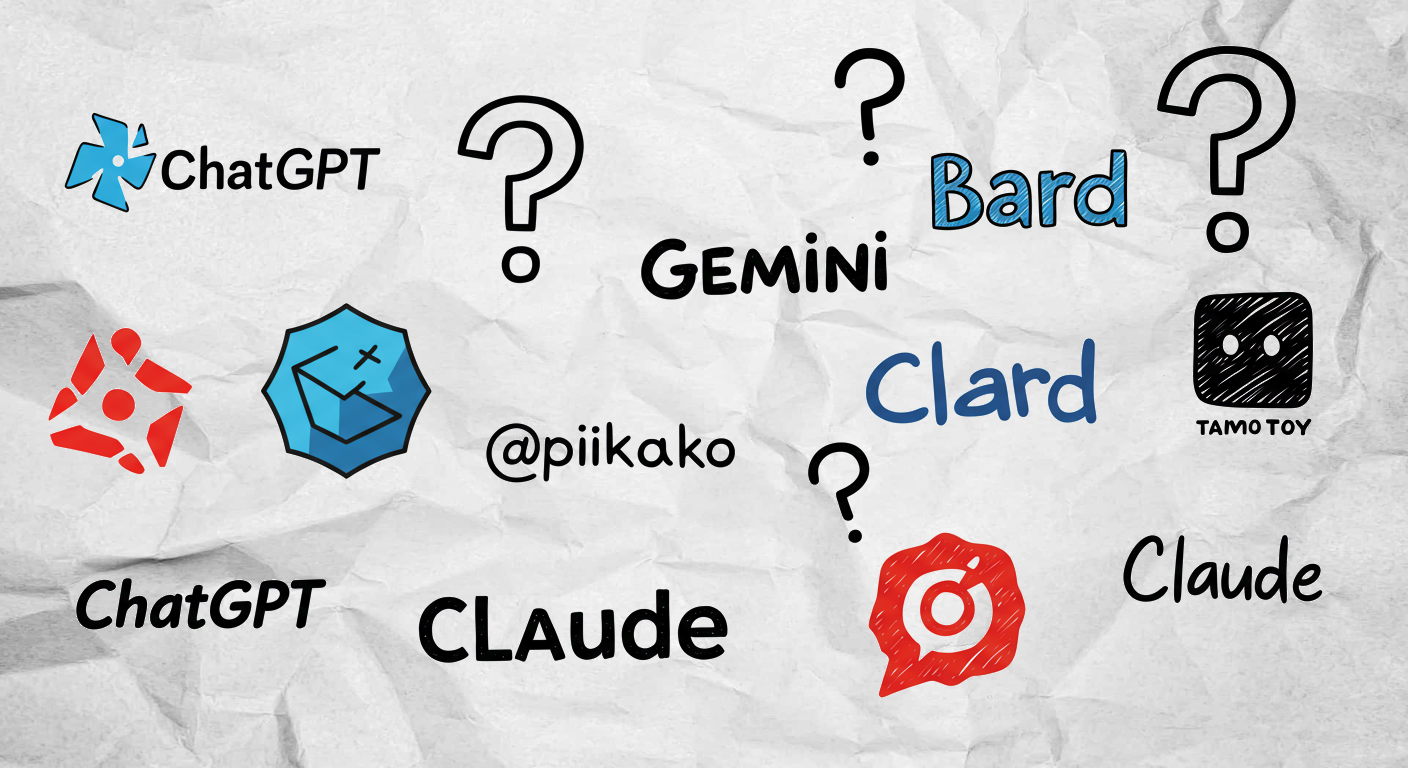 ?
?
ChatGPT
?
Bard
GEMiNi
Clard
TAMO TOY
@piikako
?
Claude
ChatGPT
CLAude